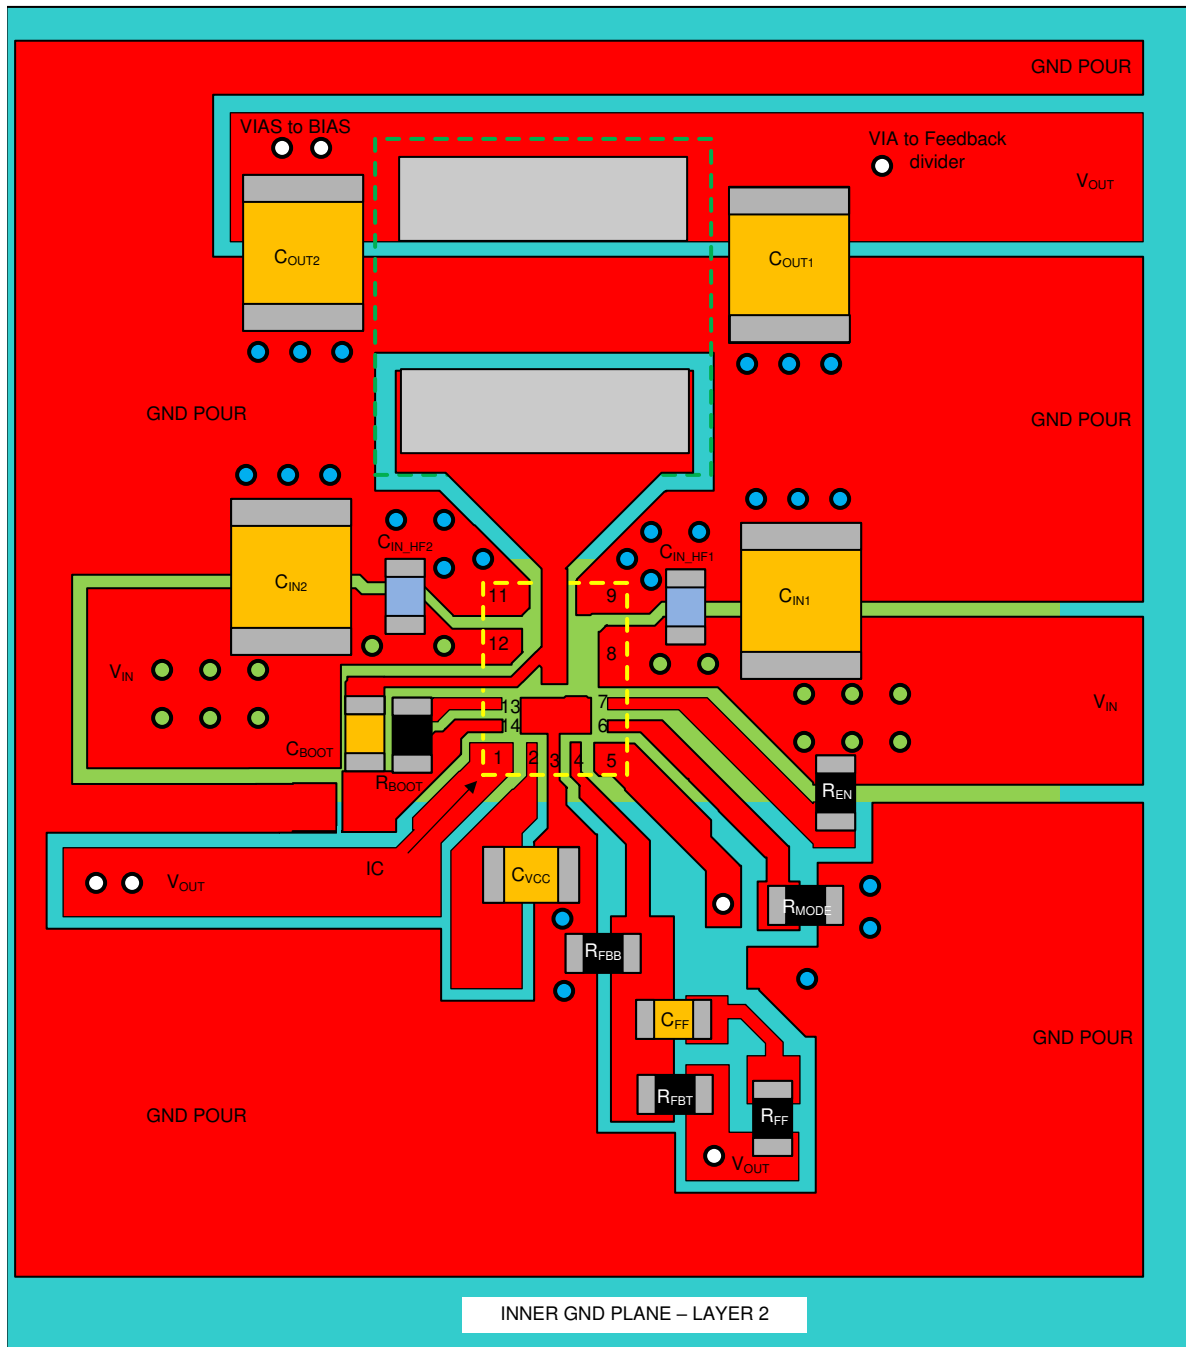 GND POUR
VIAS to BIAS
VIA to Feedback
divider
VOUT
COUT2
COUT1
GND POUR
GND POUR
CIN_HF2
CIN_HF1
CIN2
CIN1
11
9
12
8
VIN
VIN
13
7
14
6
CBOOT
1
2
3
4
5
RBOOT
REN
IC
CVCC
VOUT
RMODE
RFBB
CFF
GND POUR
RFBT
GND POUR
RFF
VOUT
INNER GND PLANE – LAYER 2